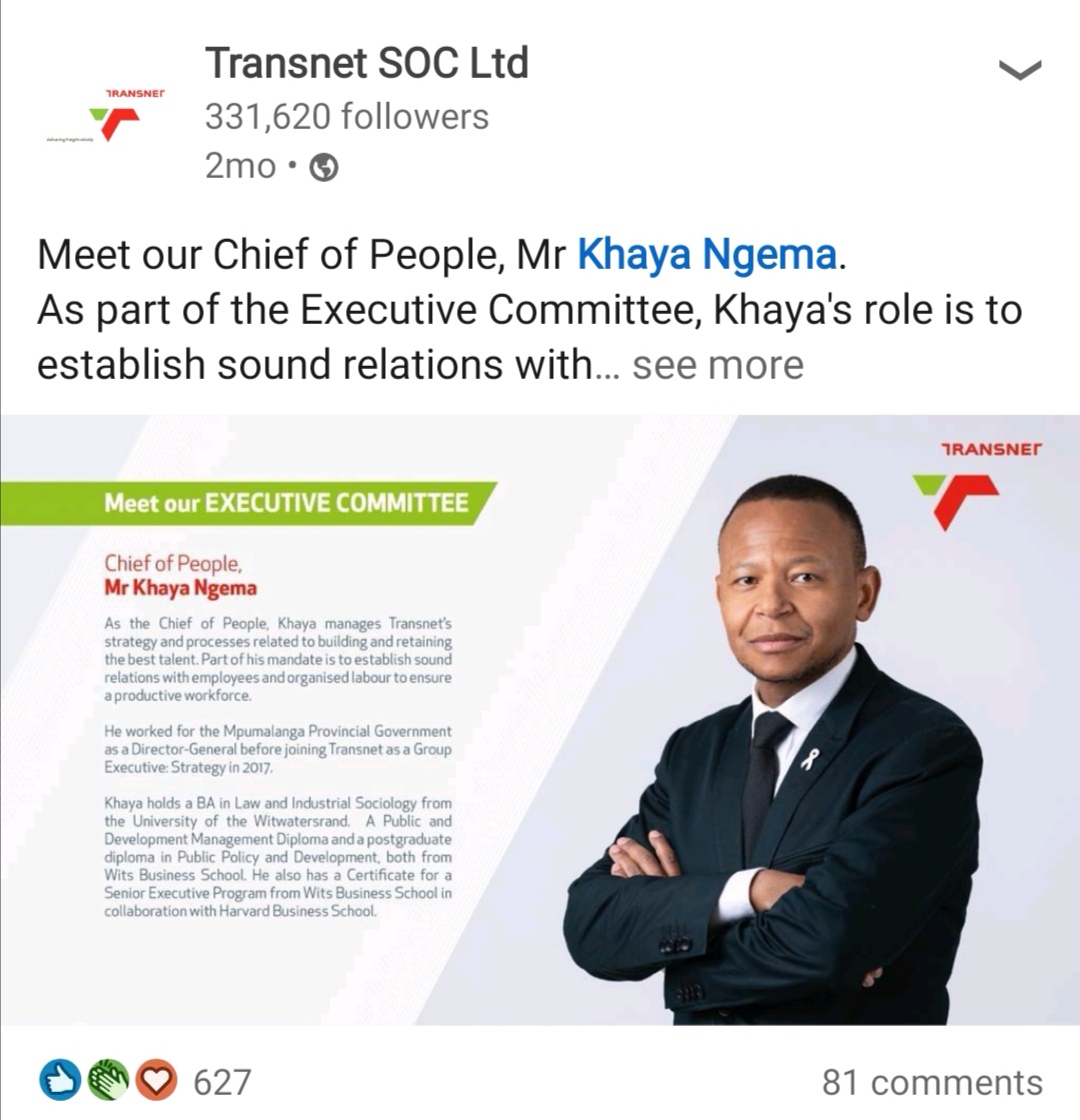 TRANSNET
delivering freight reliably
Transnet SOC Ltd
331,620 followers
2mo •
Meet our Chief of People, Mr Khaya Ngema.
As part of the Executive Committee, Khaya's role is to
establish sound relations with... see more
TRANSNET
Meet our EXECUTIVE COMMITTEE
Chief of People,
Mr Khaya Ngema
As the Chief of People, Khaya manages Transnet's
strategy and processes related to building and retaining
the best talent. Part of his mandate is to establish sound
relations with employees and organised labour to ensure
a productive workforce.
He worked for the Mpumalanga Provincial Government
as a Director-General before joining Transnet as a Group
Executive: Strategy in 2017.
Khaya holds a BA in Law and Industrial Sociology from
the University of the Witwatersrand. A Public and
Development Management Diploma and a postgraduate
diploma in Public Policy and Development, both from
Wits Business School. He also has a Certificate for a
Senior Executive Program from Wits Business School in
collaboration with Harvard Business School.
627
81 comments